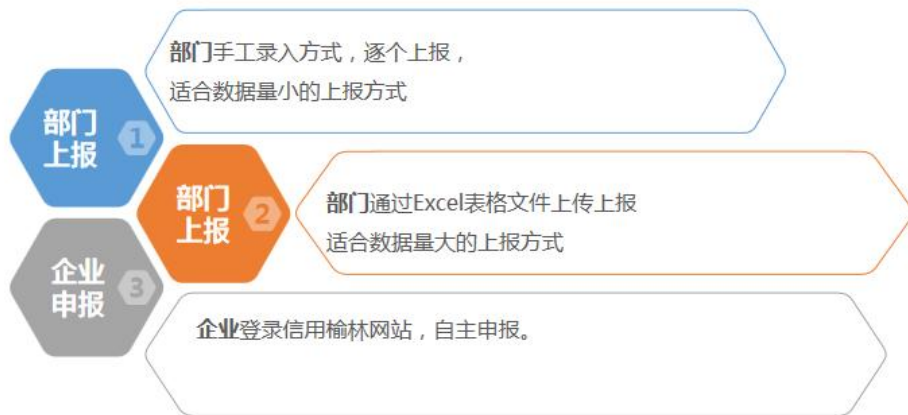 部门手工录入方式，逐个上报，
适合数据量小的上报方式
部门
上报
1
部门
上报
2
部门通过Excel表格文件上传上报
适合数据量大的上报方式
企业
申报
3
企业登录信用榆林网站，自主申报。